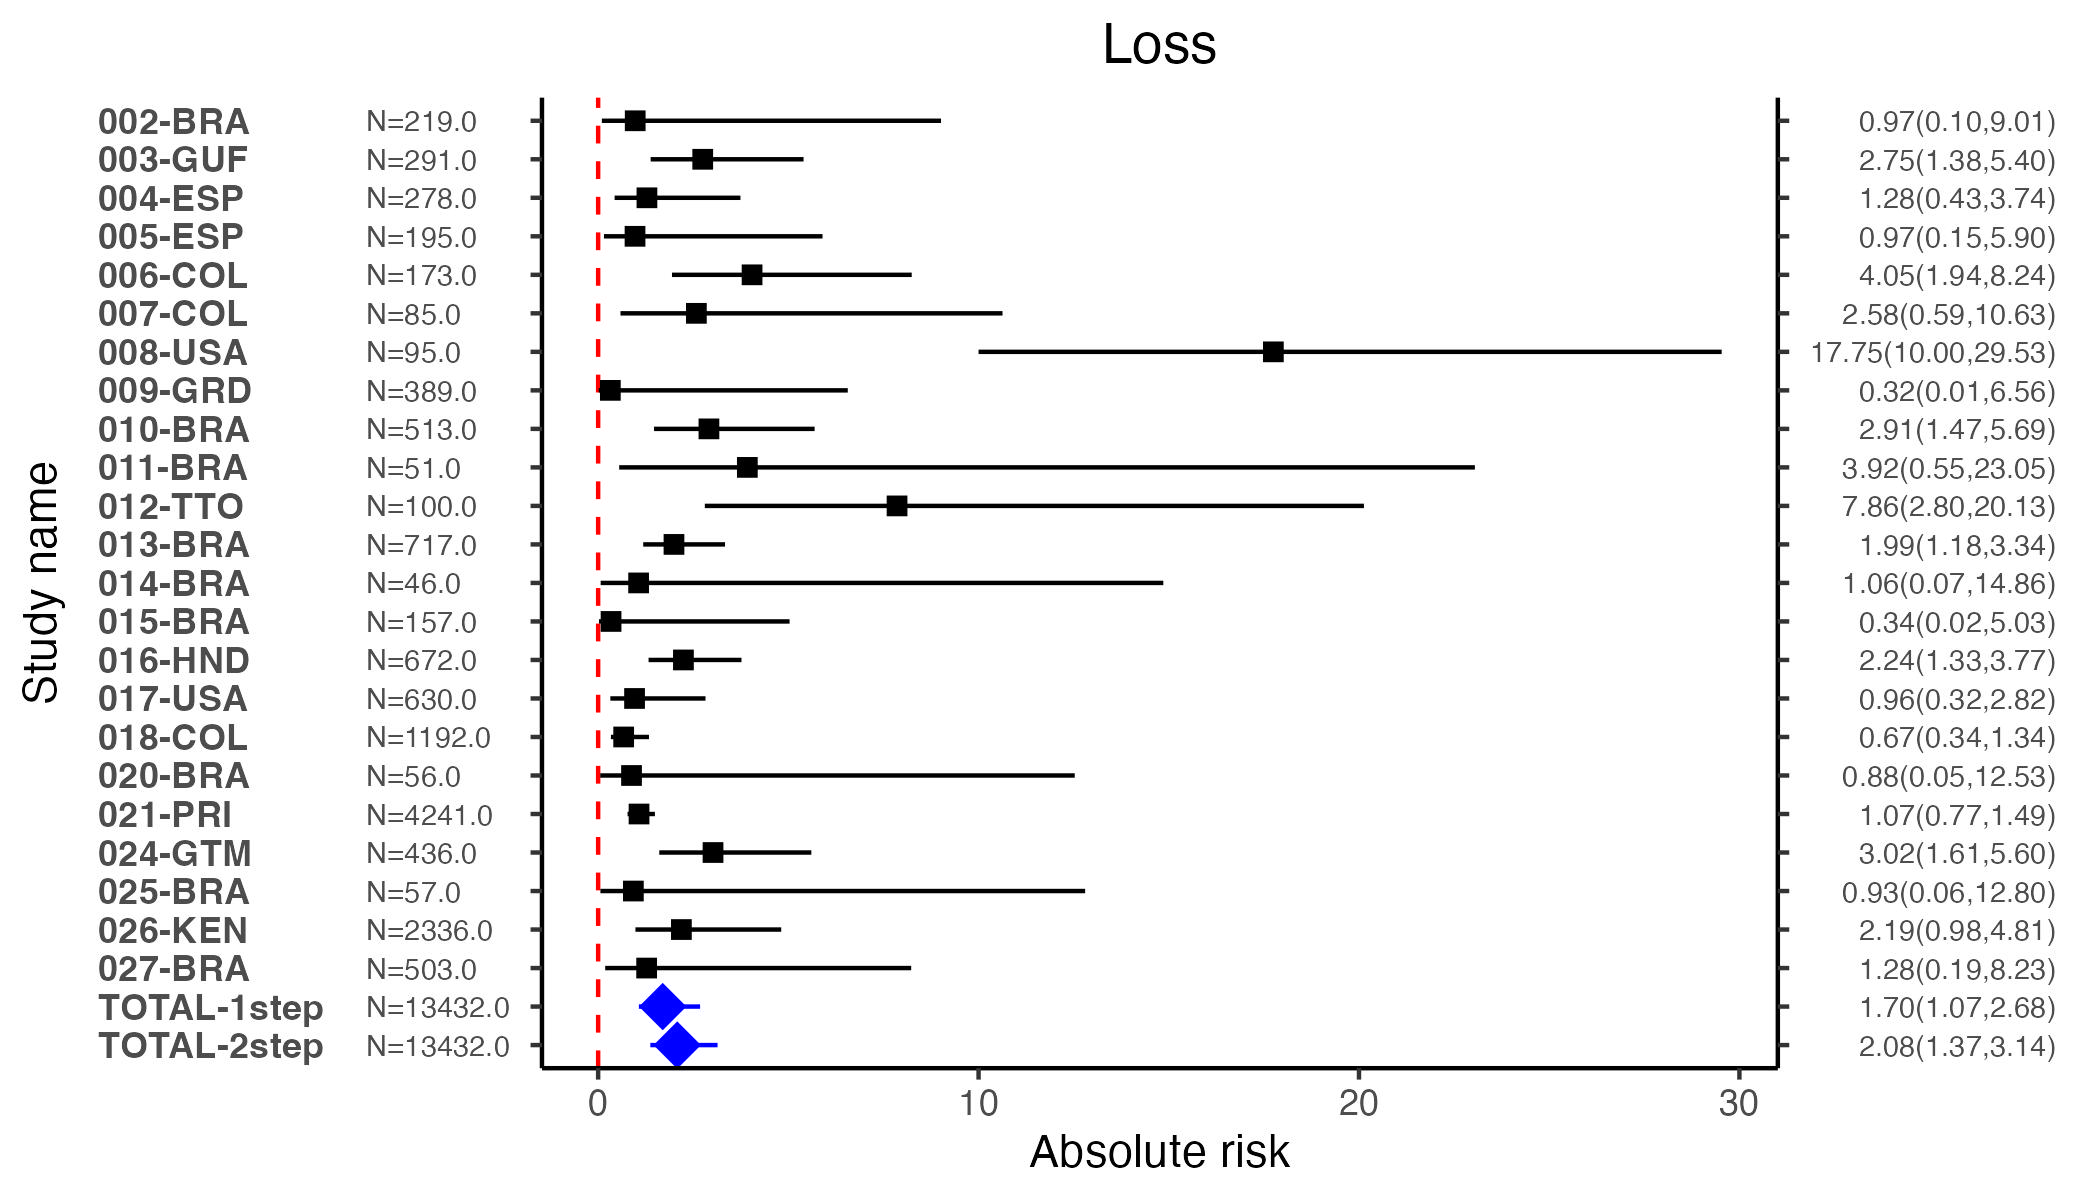 Loss
Study name
002-BRA N=219.0 0.97(0.10,9.01)
003-GUF N=291.0 2.75(1.38,5.40)
004-ESP N=278.0 1.28(0.43,3.74)
005-ESP N=195.0 0.97(0.15,5.90)
006-COL N=173.0 4.05(1.94,8.24)
007-COL N=85.0 2.58(0.59,10.63)
008-USA N=95.0 17.75(10.00,29.53)
009-GRD N=389.0 0.32(0.01,6.56)
010-BRA N=513.0 2.91(1.47,5.69)
011-BRA N=51.0 3.92(0.55,23.05)
012-TTO N=100.0 7.86(2.80,20.13)
013-BRA N=717.0 1.99(1.18,3.34)
014-BRA N=46.0 1.06(0.07,14.86)
015-BRA N=157.0 0.34(0.02,5.03)
016-HND N=672.0 2.24(1.33,3.77)
017-USA N=630.0 0.96(0.32,2.82)
018-COL N=1192.0 0.67(0.34,1.34)
020-BRA N=56.0 0.88(0.05,12.53)
021-PRI N=4241.0 1.07(0.77,1.49)
024-GTM N=436.0 3.02(1.61,5.60)
025-BRA N=57.0 0.93(0.06,12.80)
026-KEN N=2336.0 2.19(0.98,4.81)
027-BRA N=503.0 1.28(0.19,8.23)
TOTAL-1step N=13432.0 1.70(1.07,2.68)
TOTAL-2step N=13432.0 2.08(1.37,3.14)
0 10 20 30
Absolute risk